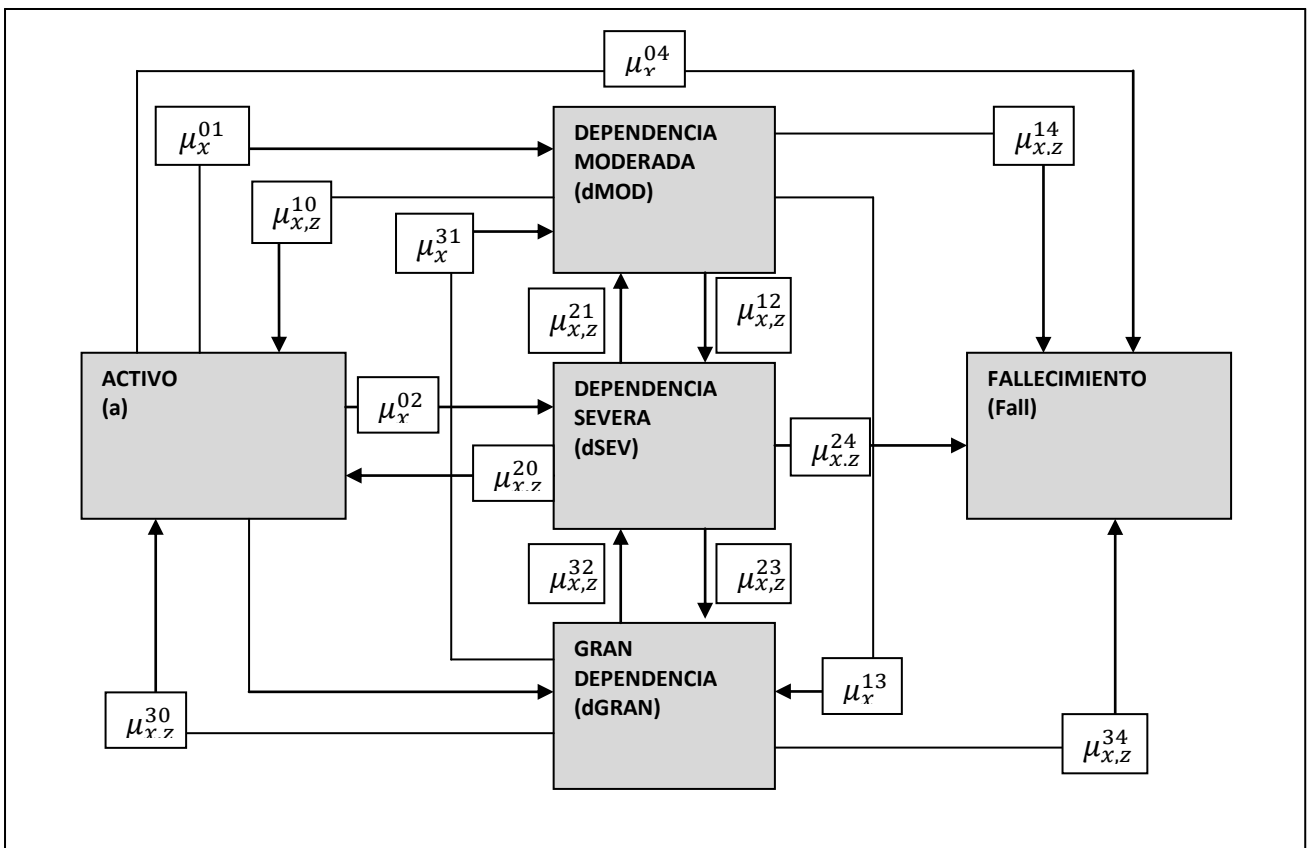 μ_x^{04}
μ_x^{01}
DEPENDENCIA
MODERADA
(dMOD)
μ_{x,z}^{14}
μ_{x,z}^{10}
μ_x^{31}
μ_{x,z}^{21}
μ_{x,z}^{12}
ACTIVO
(a)
μ_x^{02}
DEPENDENCIA
SEVERA
(dSEV)
FALLECIMIENTO
(Fall)
μ_{x,z}^{24}
μ_{x,z}^{20}
μ_{x,z}^{32}
μ_{x,z}^{23}
GRAN
DEPENDENCIA
(dGRAN)
μ_x^{13}
μ_{x,z}^{30}
μ_{x,z}^{34}